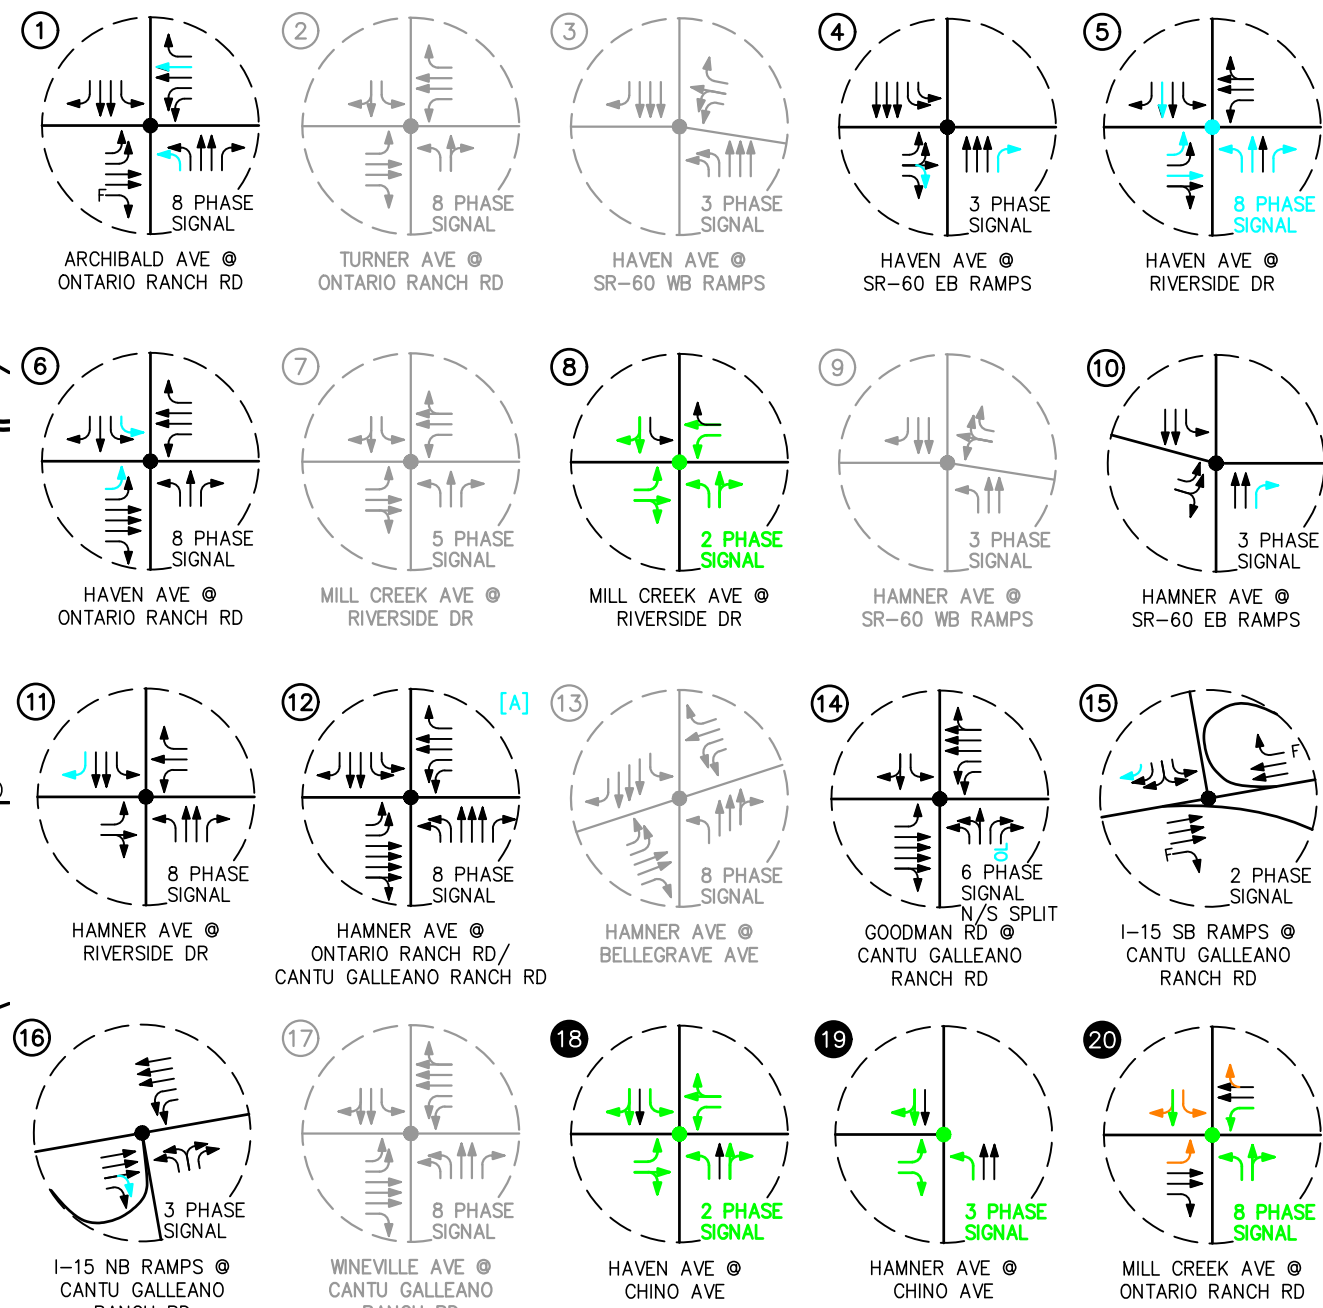 1
8 PHASE
SIGNAL
F
ARCHIBALD AVE @
ONTARIO RANCH RD
2
8 PHASE
SIGNAL
TURNER AVE @
ONTARIO RANCH RD
3
3 PHASE
SIGNAL
HAVEN AVE @
SR-60 WB RAMPS
4
3 PHASE
SIGNAL
HAVEN AVE @
SR-60 EB RAMPS
5
8 PHASE
SIGNAL
HAVEN AVE @
RIVERSIDE DR
6
8 PHASE
SIGNAL
HAVEN AVE @
ONTARIO RANCH RD
7
5 PHASE
SIGNAL
MILL CREEK AVE @
RIVERSIDE DR
8
2 PHASE
SIGNAL
MILL CREEK AVE @
RIVERSIDE DR
9
3 PHASE
SIGNAL
HAMNER AVE @
SR-60 WB RAMPS
10
3 PHASE
SIGNAL
HAMNER AVE @
SR-60 EB RAMPS
11
8 PHASE
SIGNAL
HAMNER AVE @
RIVERSIDE DR
12
[A]
8 PHASE
SIGNAL
HAMNER AVE @
ONTARIO RANCH RD/
CANTU GALLEANO RANCH RD
13
8 PHASE
SIGNAL
HAMNER AVE @
BELLEGRAVE AVE
14
OL
6 PHASE
SIGNAL
N/S SPLIT
GOODMAN RD @
CANTU GALLEANO
RANCH RD
15
F
F
2 PHASE
SIGNAL
I-15 SB RAMPS @
CANTU GALLEANO
RANCH RD
16
3 PHASE
SIGNAL
I-15 NB RAMPS @
CANTU GALLEANO
RANCH RD
17
8 PHASE
SIGNAL
WINEVILLE AVE @
CANTU GALLEANO
RANCH RD
18
2 PHASE
SIGNAL
HAVEN AVE @
CHINO AVE
19
3 PHASE
SIGNAL
HAMNER AVE @
CHINO AVE
20
8 PHASE
SIGNAL
MILL CREEK AVE @
ONTARIO RANCH RD